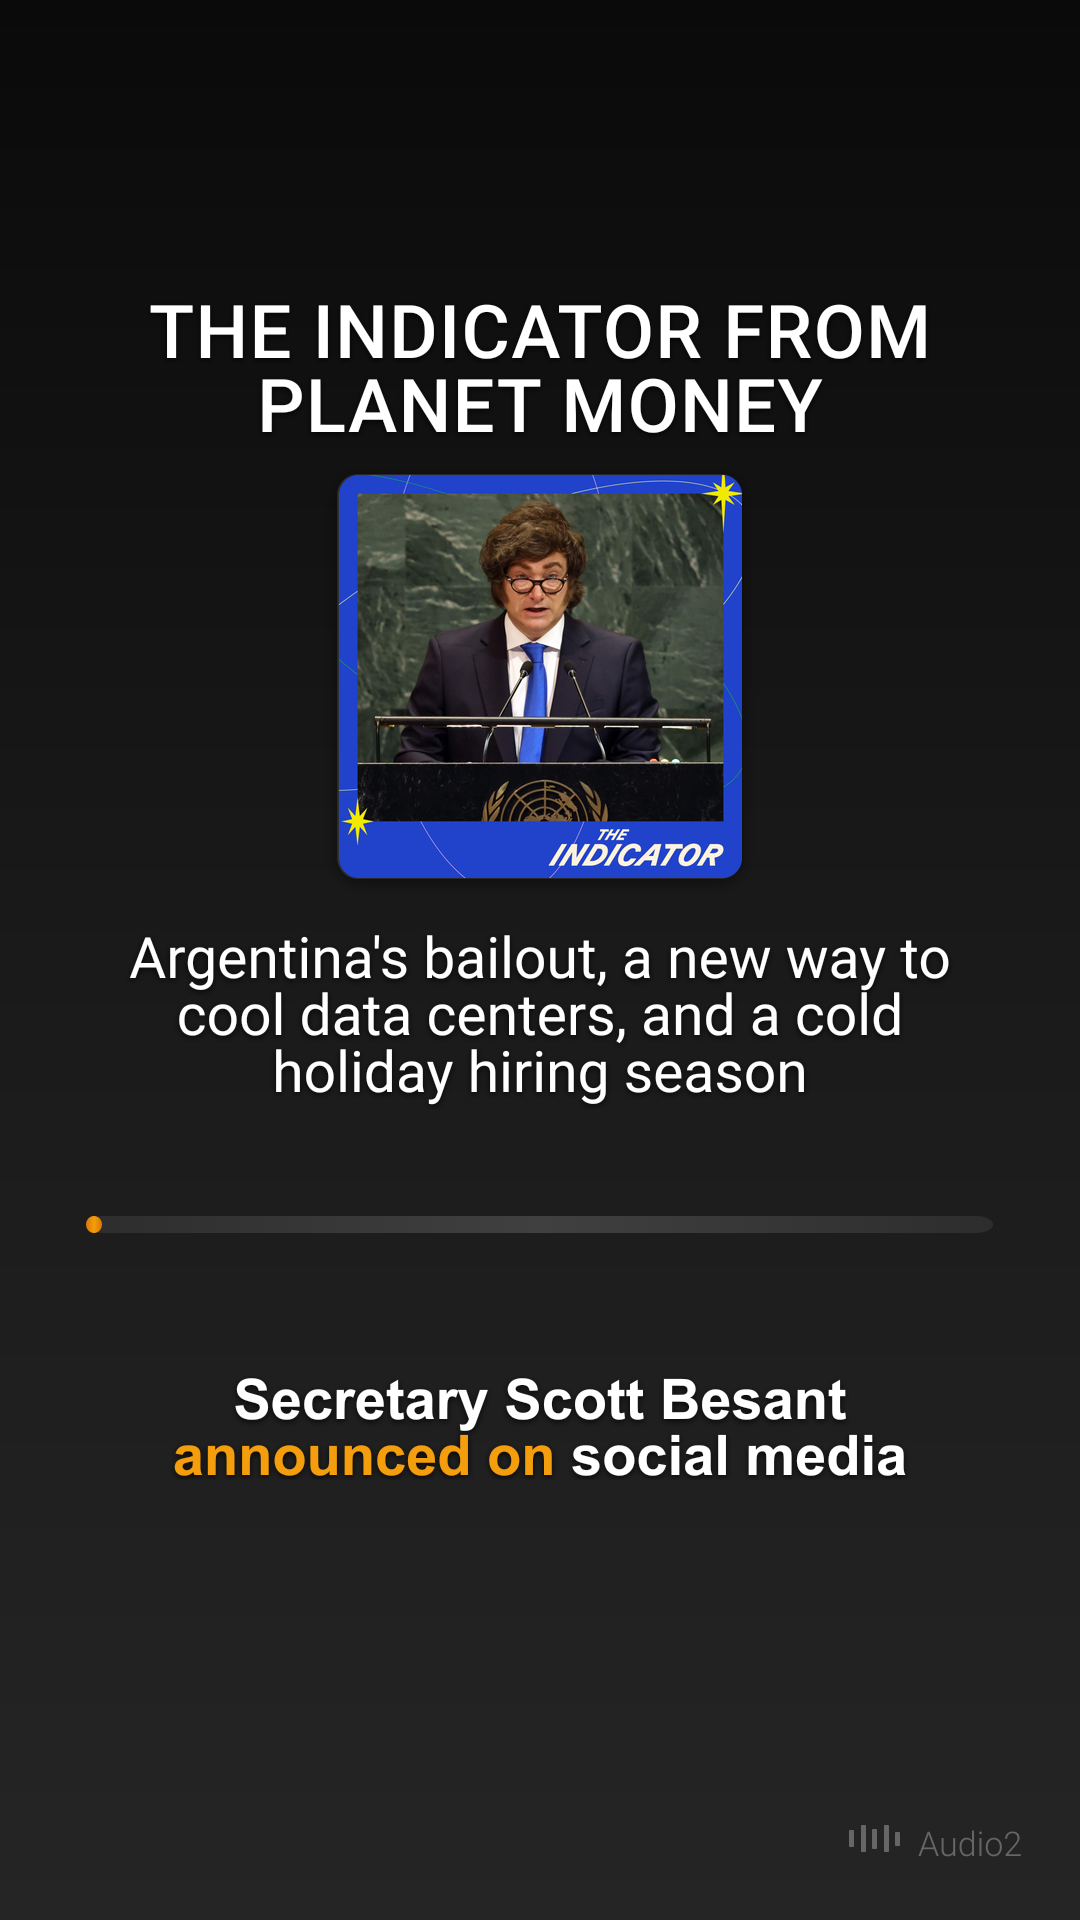 THE INDICATOR FROM
PLANET MONEY
THE
INDICATOR
Argentina's bailout, a new way to
cool data centers, and a cold
holiday hiring season
Secretary Scott Besant
announced on social media
Audio2